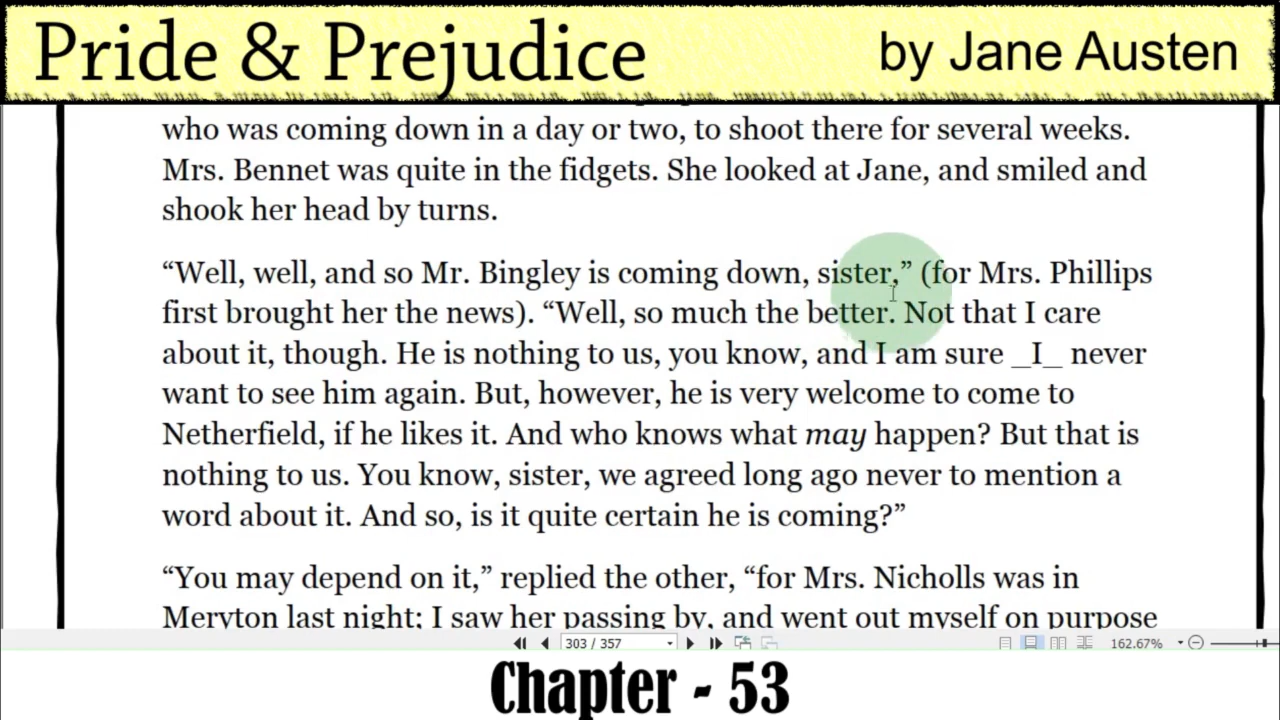 Pride & Prejudice
by Jane Austen
who was coming down in a day or two, to shoot there for several weeks.
Mrs. Bennet was quite in the fidgets. She looked at Jane, and smiled and
shook her head by turns.
“Well, well, and so Mr. Bingley is coming down, sister,” (for Mrs. Phillips
first brought her the news). “Well, so much the better. Not that I care
about it, though. He is nothing to us, you know, and I am sure _I_ never
want to see him again. But, however, he is very welcome to come to
Netherfield, if he likes it. And who knows what may happen? But that is
nothing to us. You know, sister, we agreed long ago never to mention a
word about it. And so, is it quite certain he is coming?”
“You may depend on it,” replied the other, “for Mrs. Nicholls was in
Meryton last night; I saw her passing by, and went out myself on purpose
303 / 357
162.67%
Chapter - 53